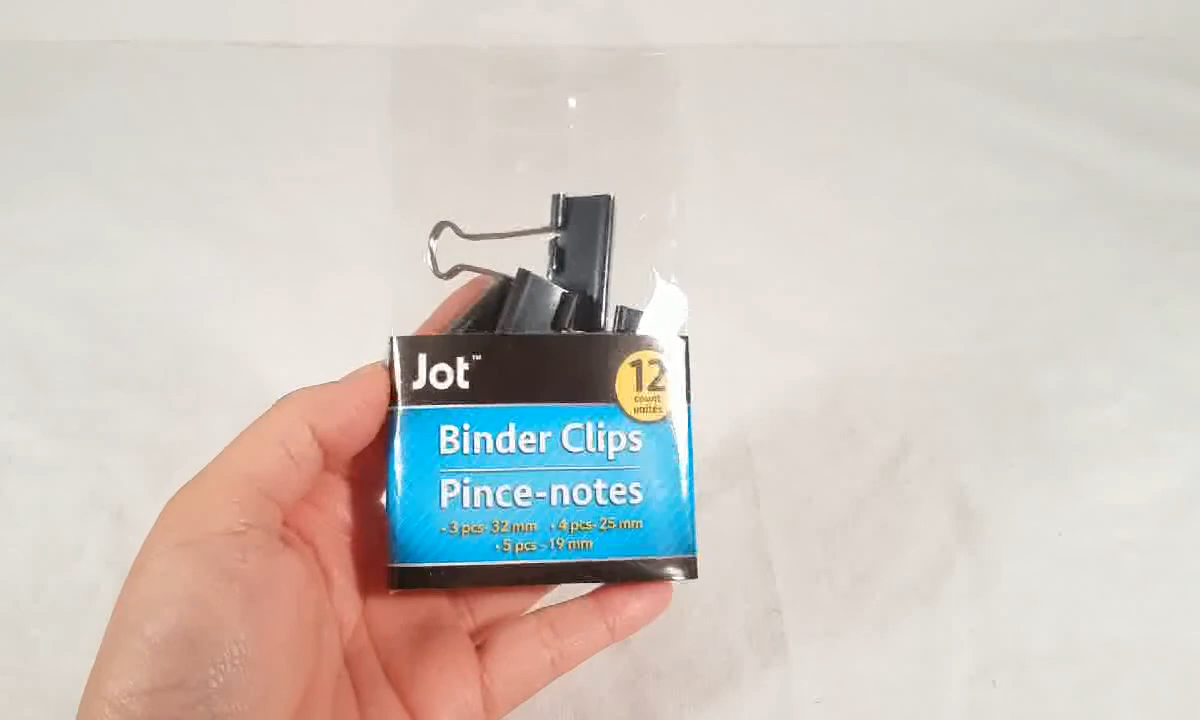 Jot™
12
count
unités
Binder Clips
Pince-notes
• 3 pcs- 32 mm • 4 pcs- 25 mm
• 5 pcs - 19 mm